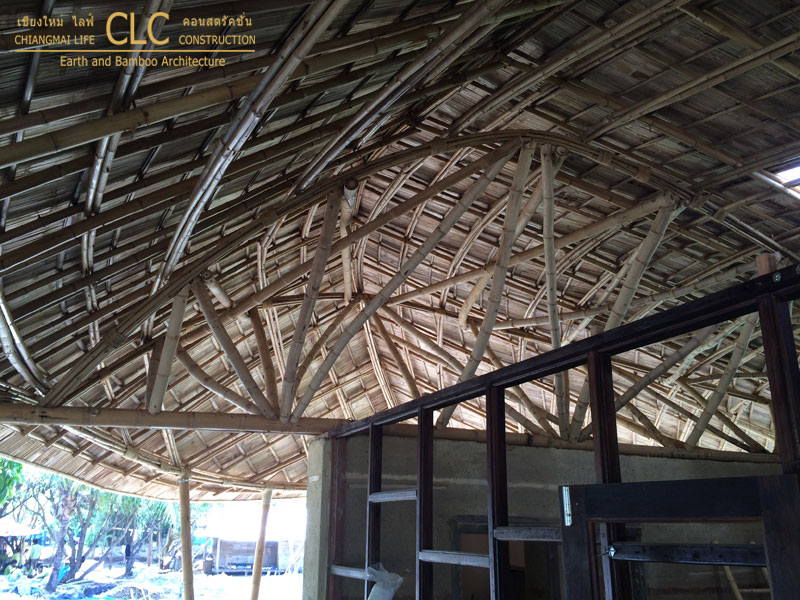 เชียงใหม่ ไลฟ์ CLC คอนสตรัคชั่น
CHIANGMAI LIFE CONSTRUCTION
Earth and Bamboo Architecture